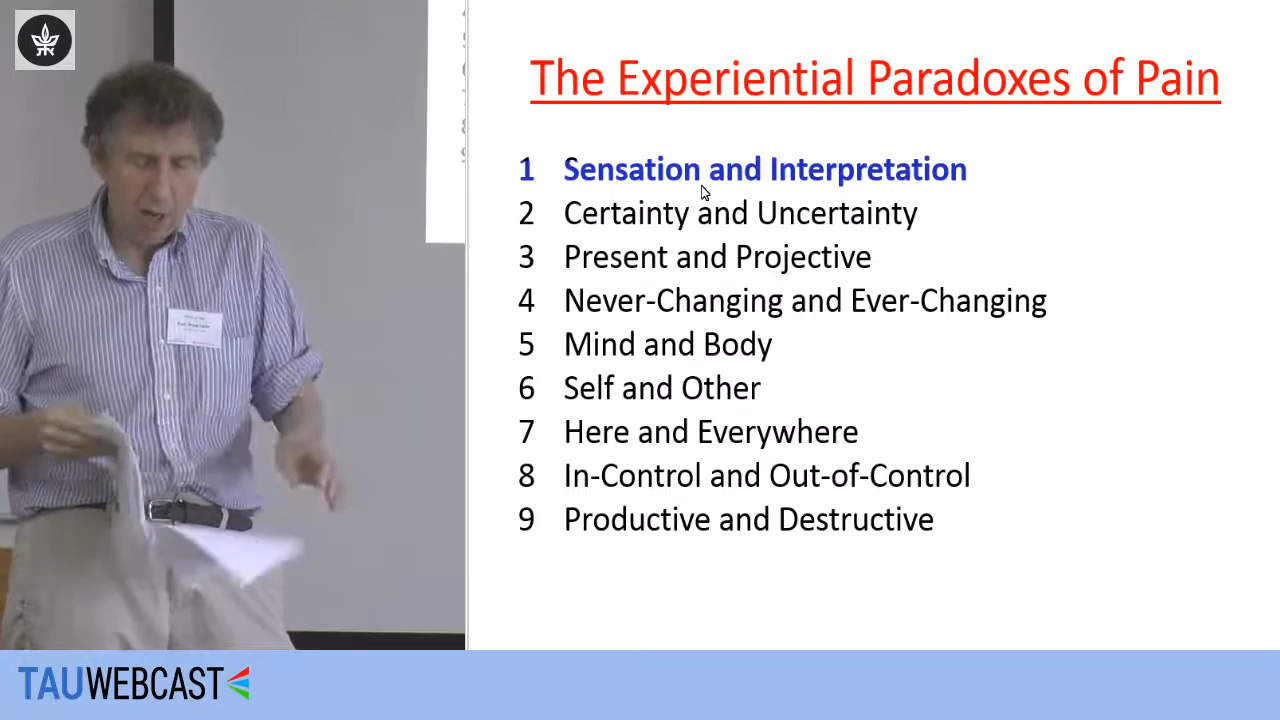 The Experiential Paradoxes of Pain
1 Sensation and Interpretation
2 Certainty and Uncertainty
3 Present and Projective
4 Never-Changing and Ever-Changing
5 Mind and Body
6 Self and Other
7 Here and Everywhere
8 In-Control and Out-of-Control
9 Productive and Destructive
TAUWEBCAST